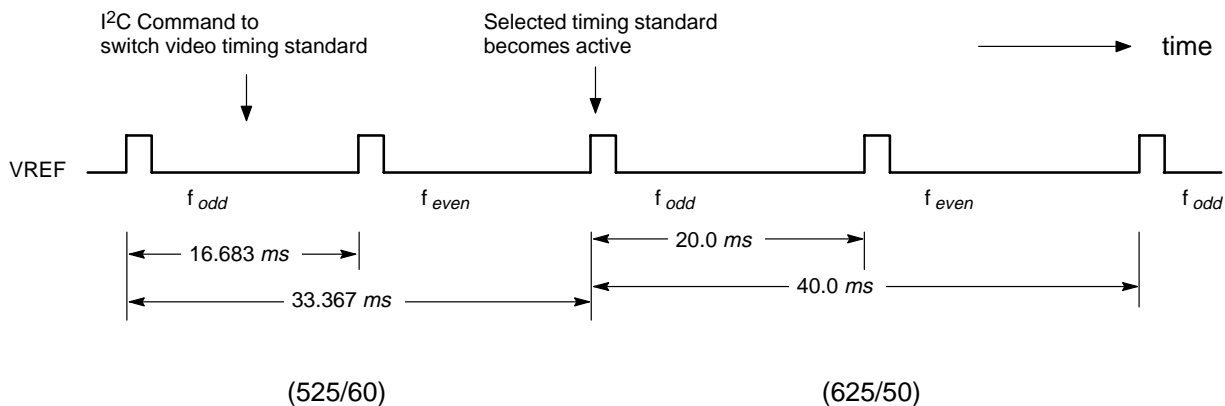 I²C Command to
switch video timing standard
Selected timing standard
becomes active
time
VREF
f odd
f even
f odd
f even
f odd
16.683 ms
20.0 ms
33.367 ms
40.0 ms
(525/60)
(625/50)